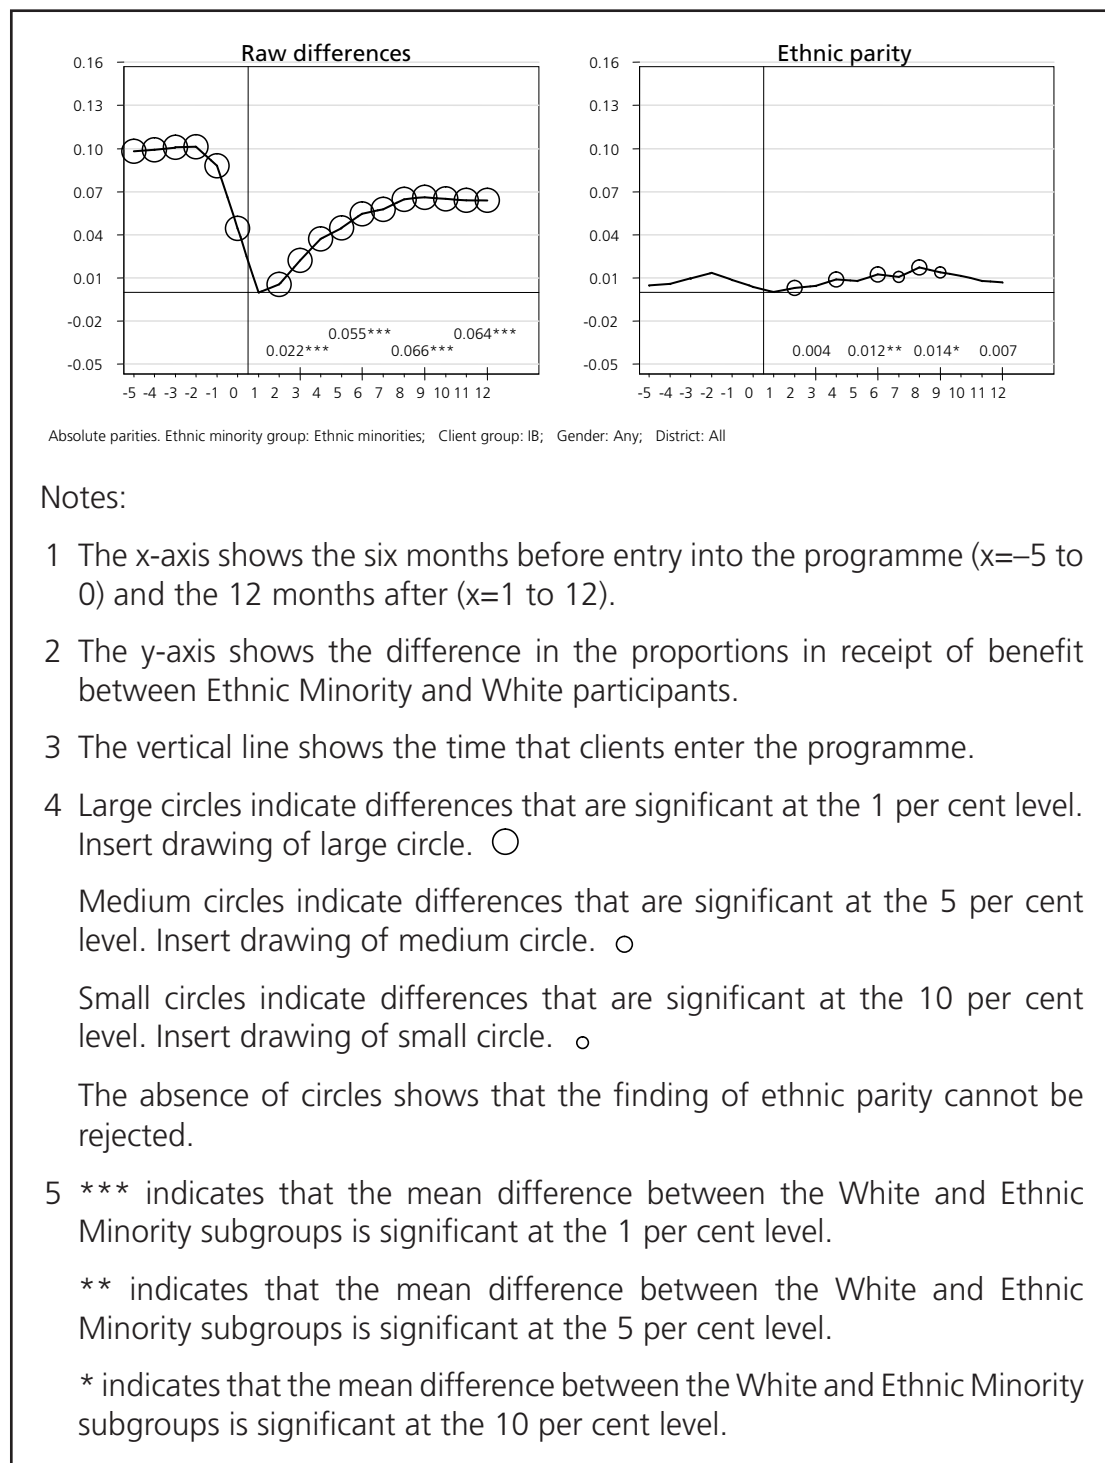 Raw differences
0.16
0.13
0.10
0.07
0.04
0.01
-0.02
-0.05
0.055*** 0.064***
0.022*** 0.066***
-5 -4 -3 -2 -1 0 1 2 3 4 5 6 7 8 9 10 11 12
Ethnic parity
0.16
0.13
0.10
0.07
0.04
0.01
-0.02
-0.05
0.004 0.012** 0.014* 0.007
-5 -4 -3 -2 -1 0 1 2 3 4 5 6 7 8 9 10 11 12
Absolute parities. Ethnic minority group: Ethnic minorities; Client group: IB; Gender: Any; District: All
Notes:
1 The x-axis shows the six months before entry into the programme (x=–5 to
0) and the 12 months after (x=1 to 12).
2 The y-axis shows the difference in the proportions in receipt of benefit
between Ethnic Minority and White participants.
3 The vertical line shows the time that clients enter the programme.
4 Large circles indicate differences that are significant at the 1 per cent level.
Insert drawing of large circle.
Medium circles indicate differences that are significant at the 5 per cent
level. Insert drawing of medium circle.
Small circles indicate differences that are significant at the 10 per cent
level. Insert drawing of small circle.
The absence of circles shows that the finding of ethnic parity cannot be
rejected.
5 *** indicates that the mean difference between the White and Ethnic
Minority subgroups is significant at the 1 per cent level.
** indicates that the mean difference between the White and Ethnic
Minority subgroups is significant at the 5 per cent level.
* indicates that the mean difference between the White and Ethnic Minority
subgroups is significant at the 10 per cent level.